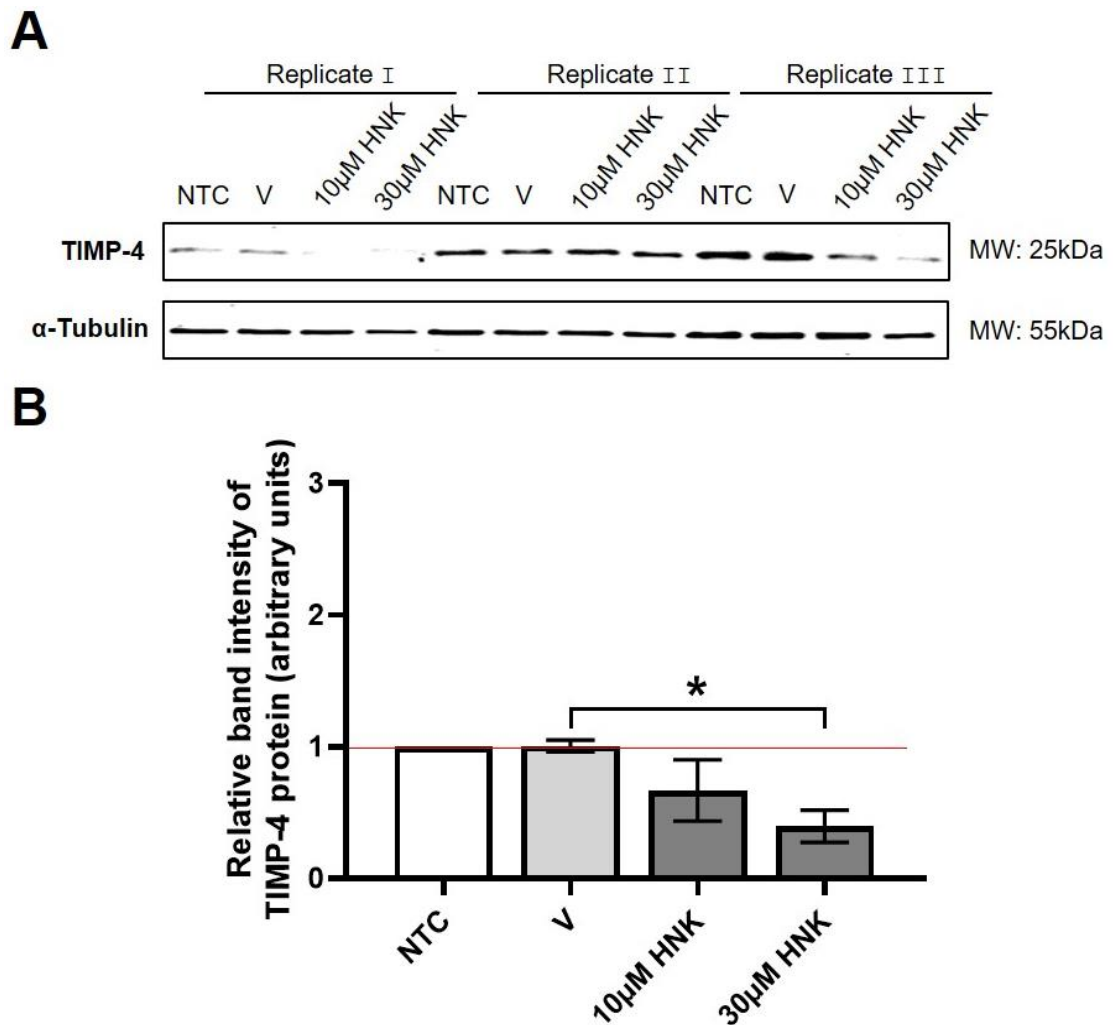 A
Replicate I
Replicate II
Replicate III
NTC V 10µM HNK 30µM HNK NTC V 10µM HNK 30µM HNK NTC V 10µM HNK 30µM HNK
TIMP-4 MW: 25kDa
α-Tubulin MW: 55kDa
B
Relative band intensity of
TIMP-4 protein (arbitrary units)
3
2
1
0
*
NTC
V
10µM HNK
30µM HNK